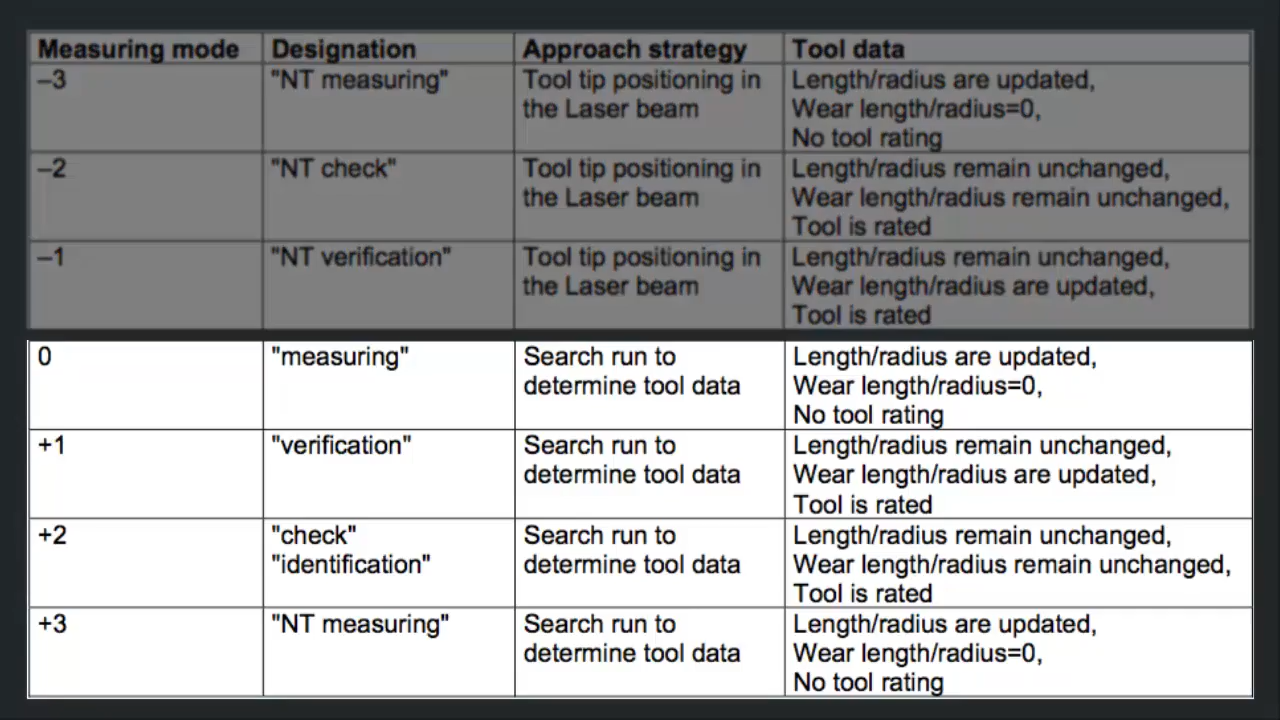 Measuring mode Designation Approach strategy Tool data
–3 "NT measuring" Tool tip positioning in Length/radius are updated,
the Laser beam Wear length/radius=0,
No tool rating
–2 "NT check" Tool tip positioning in Length/radius remain unchanged,
the Laser beam Wear length/radius remain unchanged,
Tool is rated
–1 "NT verification" Tool tip positioning in Length/radius remain unchanged,
the Laser beam Wear length/radius are updated,
Tool is rated
0 "measuring" Search run to Length/radius are updated,
determine tool data Wear length/radius=0,
No tool rating
+1 "verification" Search run to Length/radius remain unchanged,
determine tool data Wear length/radius are updated,
Tool is rated
+2 "check" Search run to Length/radius remain unchanged,
"identification" determine tool data Wear length/radius remain unchanged,
Tool is rated
+3 "NT measuring" Search run to Length/radius are updated,
determine tool data Wear length/radius=0,
No tool rating